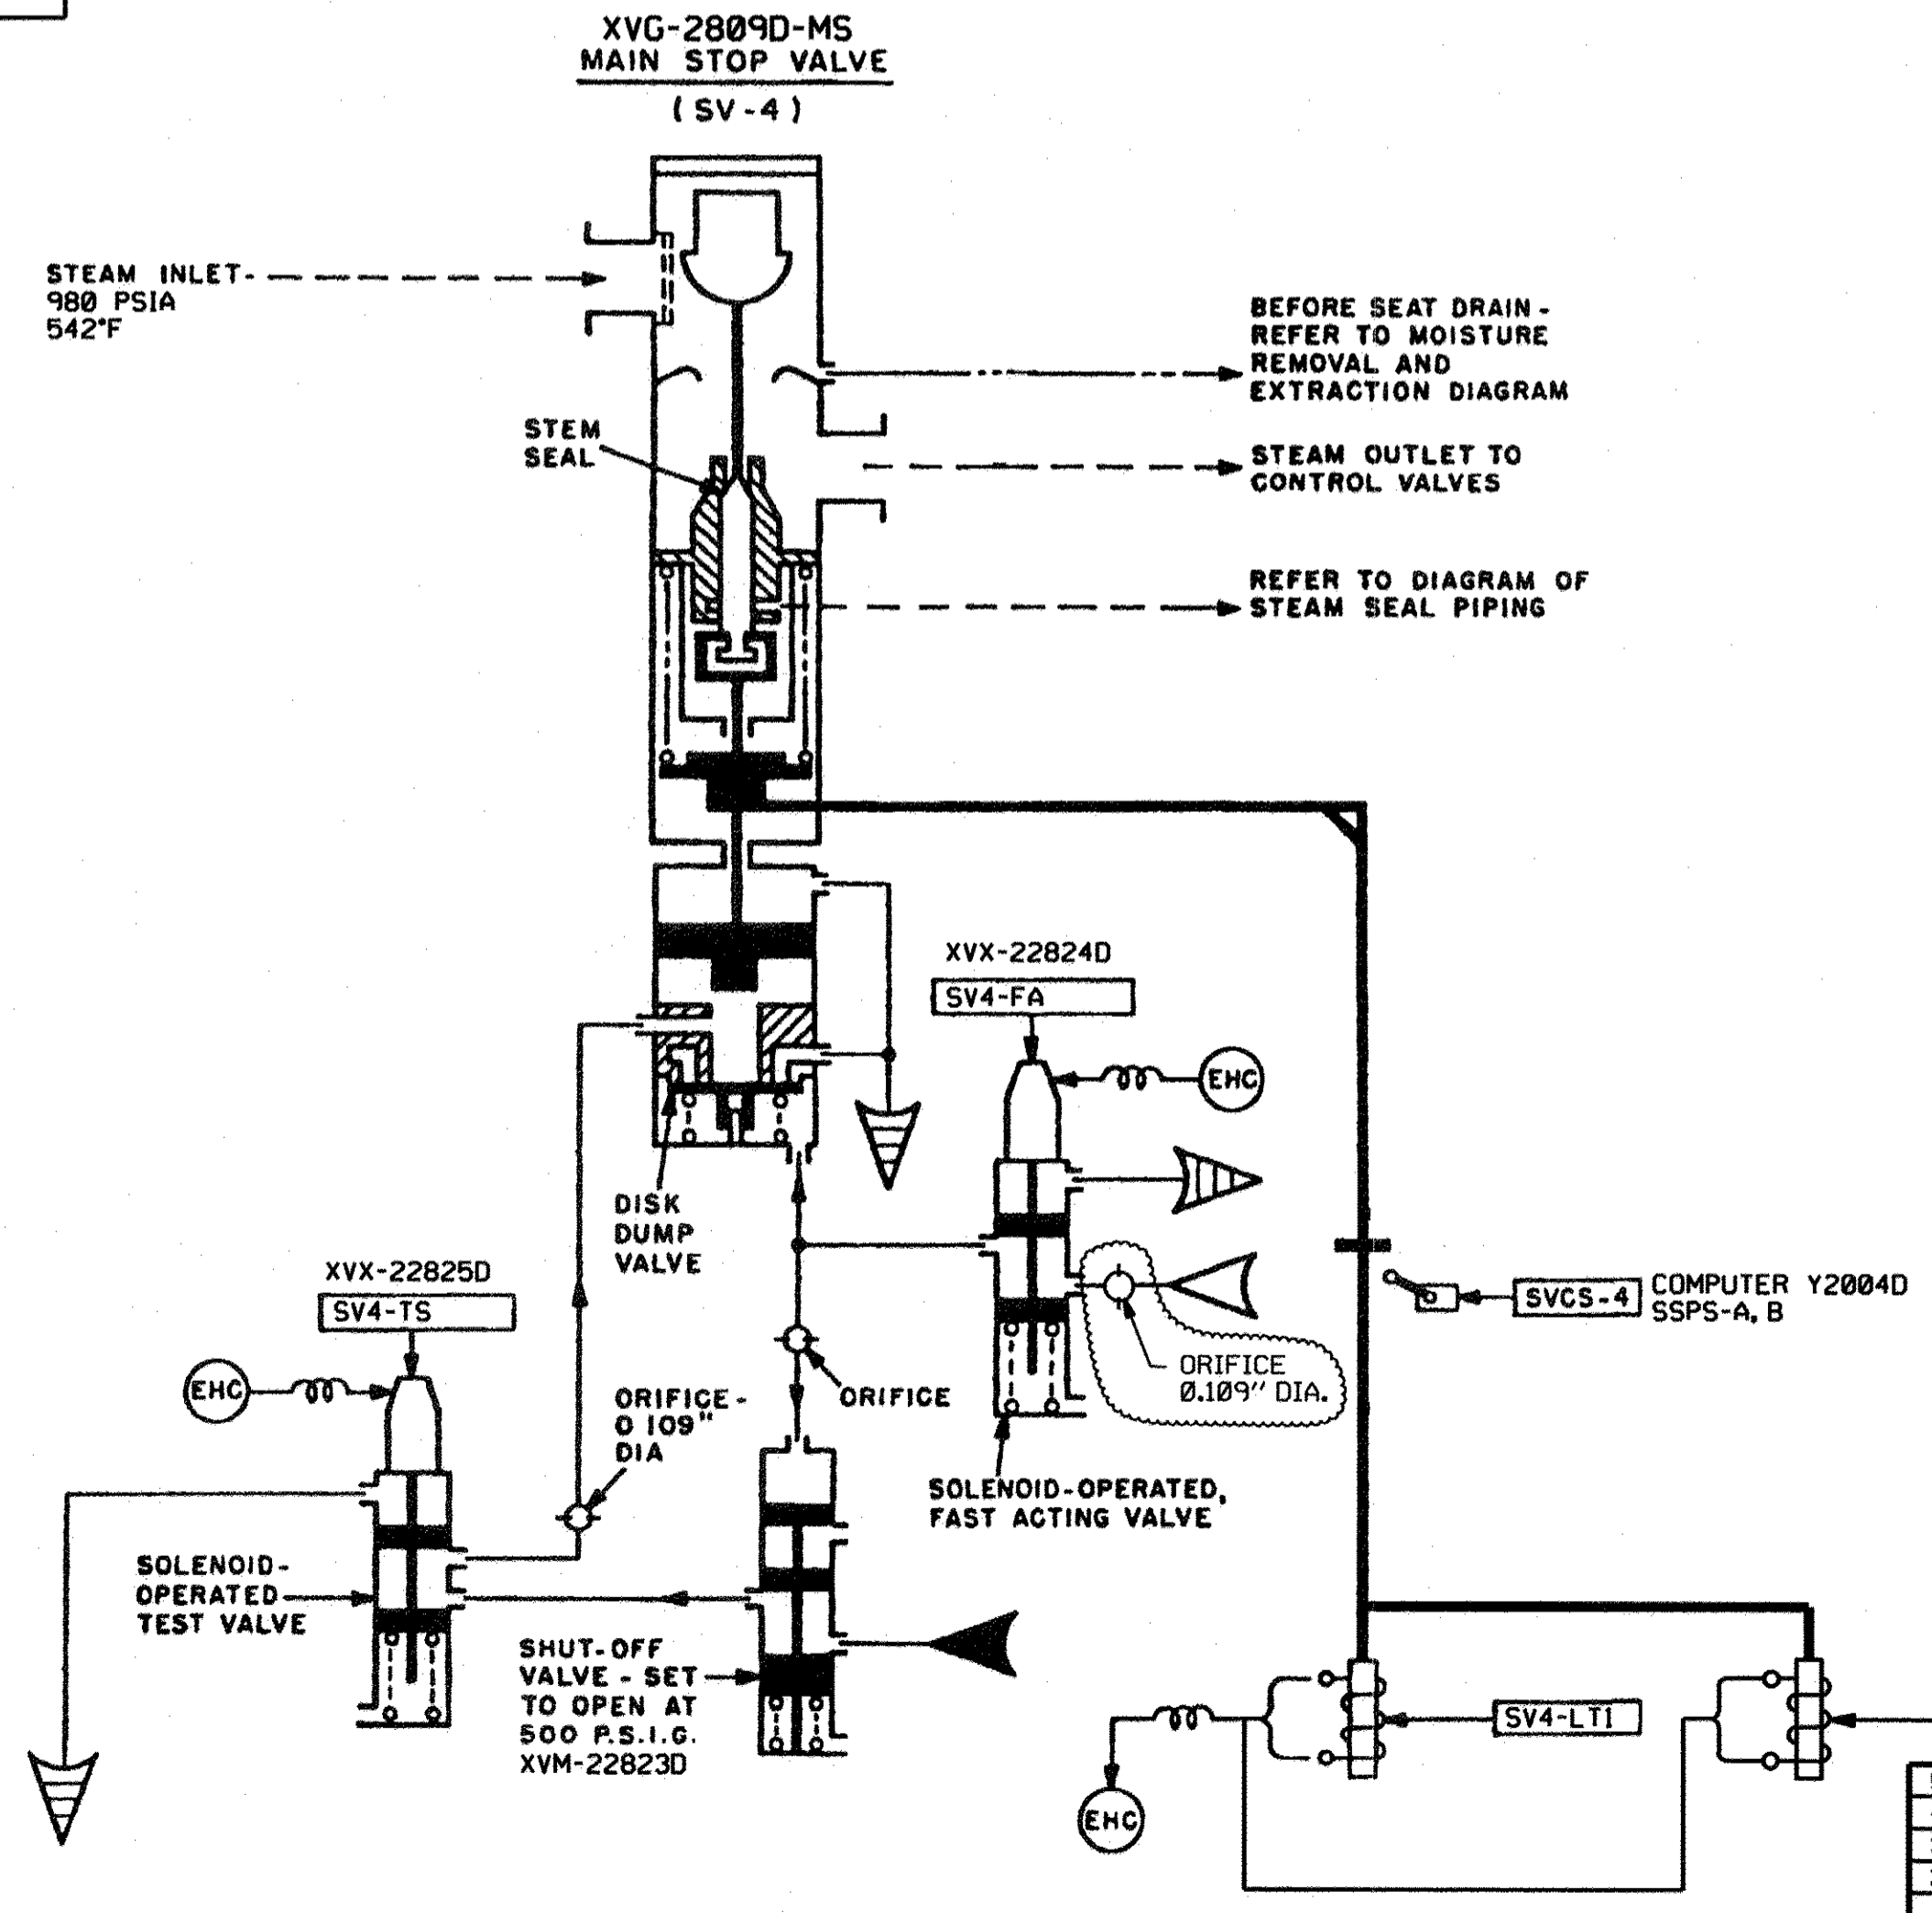 XVG-2809D-MS
MAIN STOP VALVE
(SV-4)
STEAM INLET-
980 PSIA
542°F
BEFORE SEAT DRAIN-
REFER TO MOISTURE
REMOVAL AND
EXTRACTION DIAGRAM
STEM
SEAL
STEAM OUTLET TO
CONTROL VALVES
REFER TO DIAGRAM OF
STEAM SEAL PIPING
XVX-22824D
SV4-FA
EHC
DISK
DUMP
VALVE
XVX-22825D
SV4-TS
SVCS-4
COMPUTER Y2004D
SSPS-A, B
EHC
ORIFICE-
0 109"
DIA
ORIFICE
ORIFICE
0.109" DIA.
SOLENOID-OPERATED,
FAST ACTING VALVE
SOLENOID-
OPERATED
TEST VALVE
SHUT-OFF
VALVE - SET
TO OPEN AT
500 P.S.I.G.
XVM-22823D
SV4-LT1
EHC